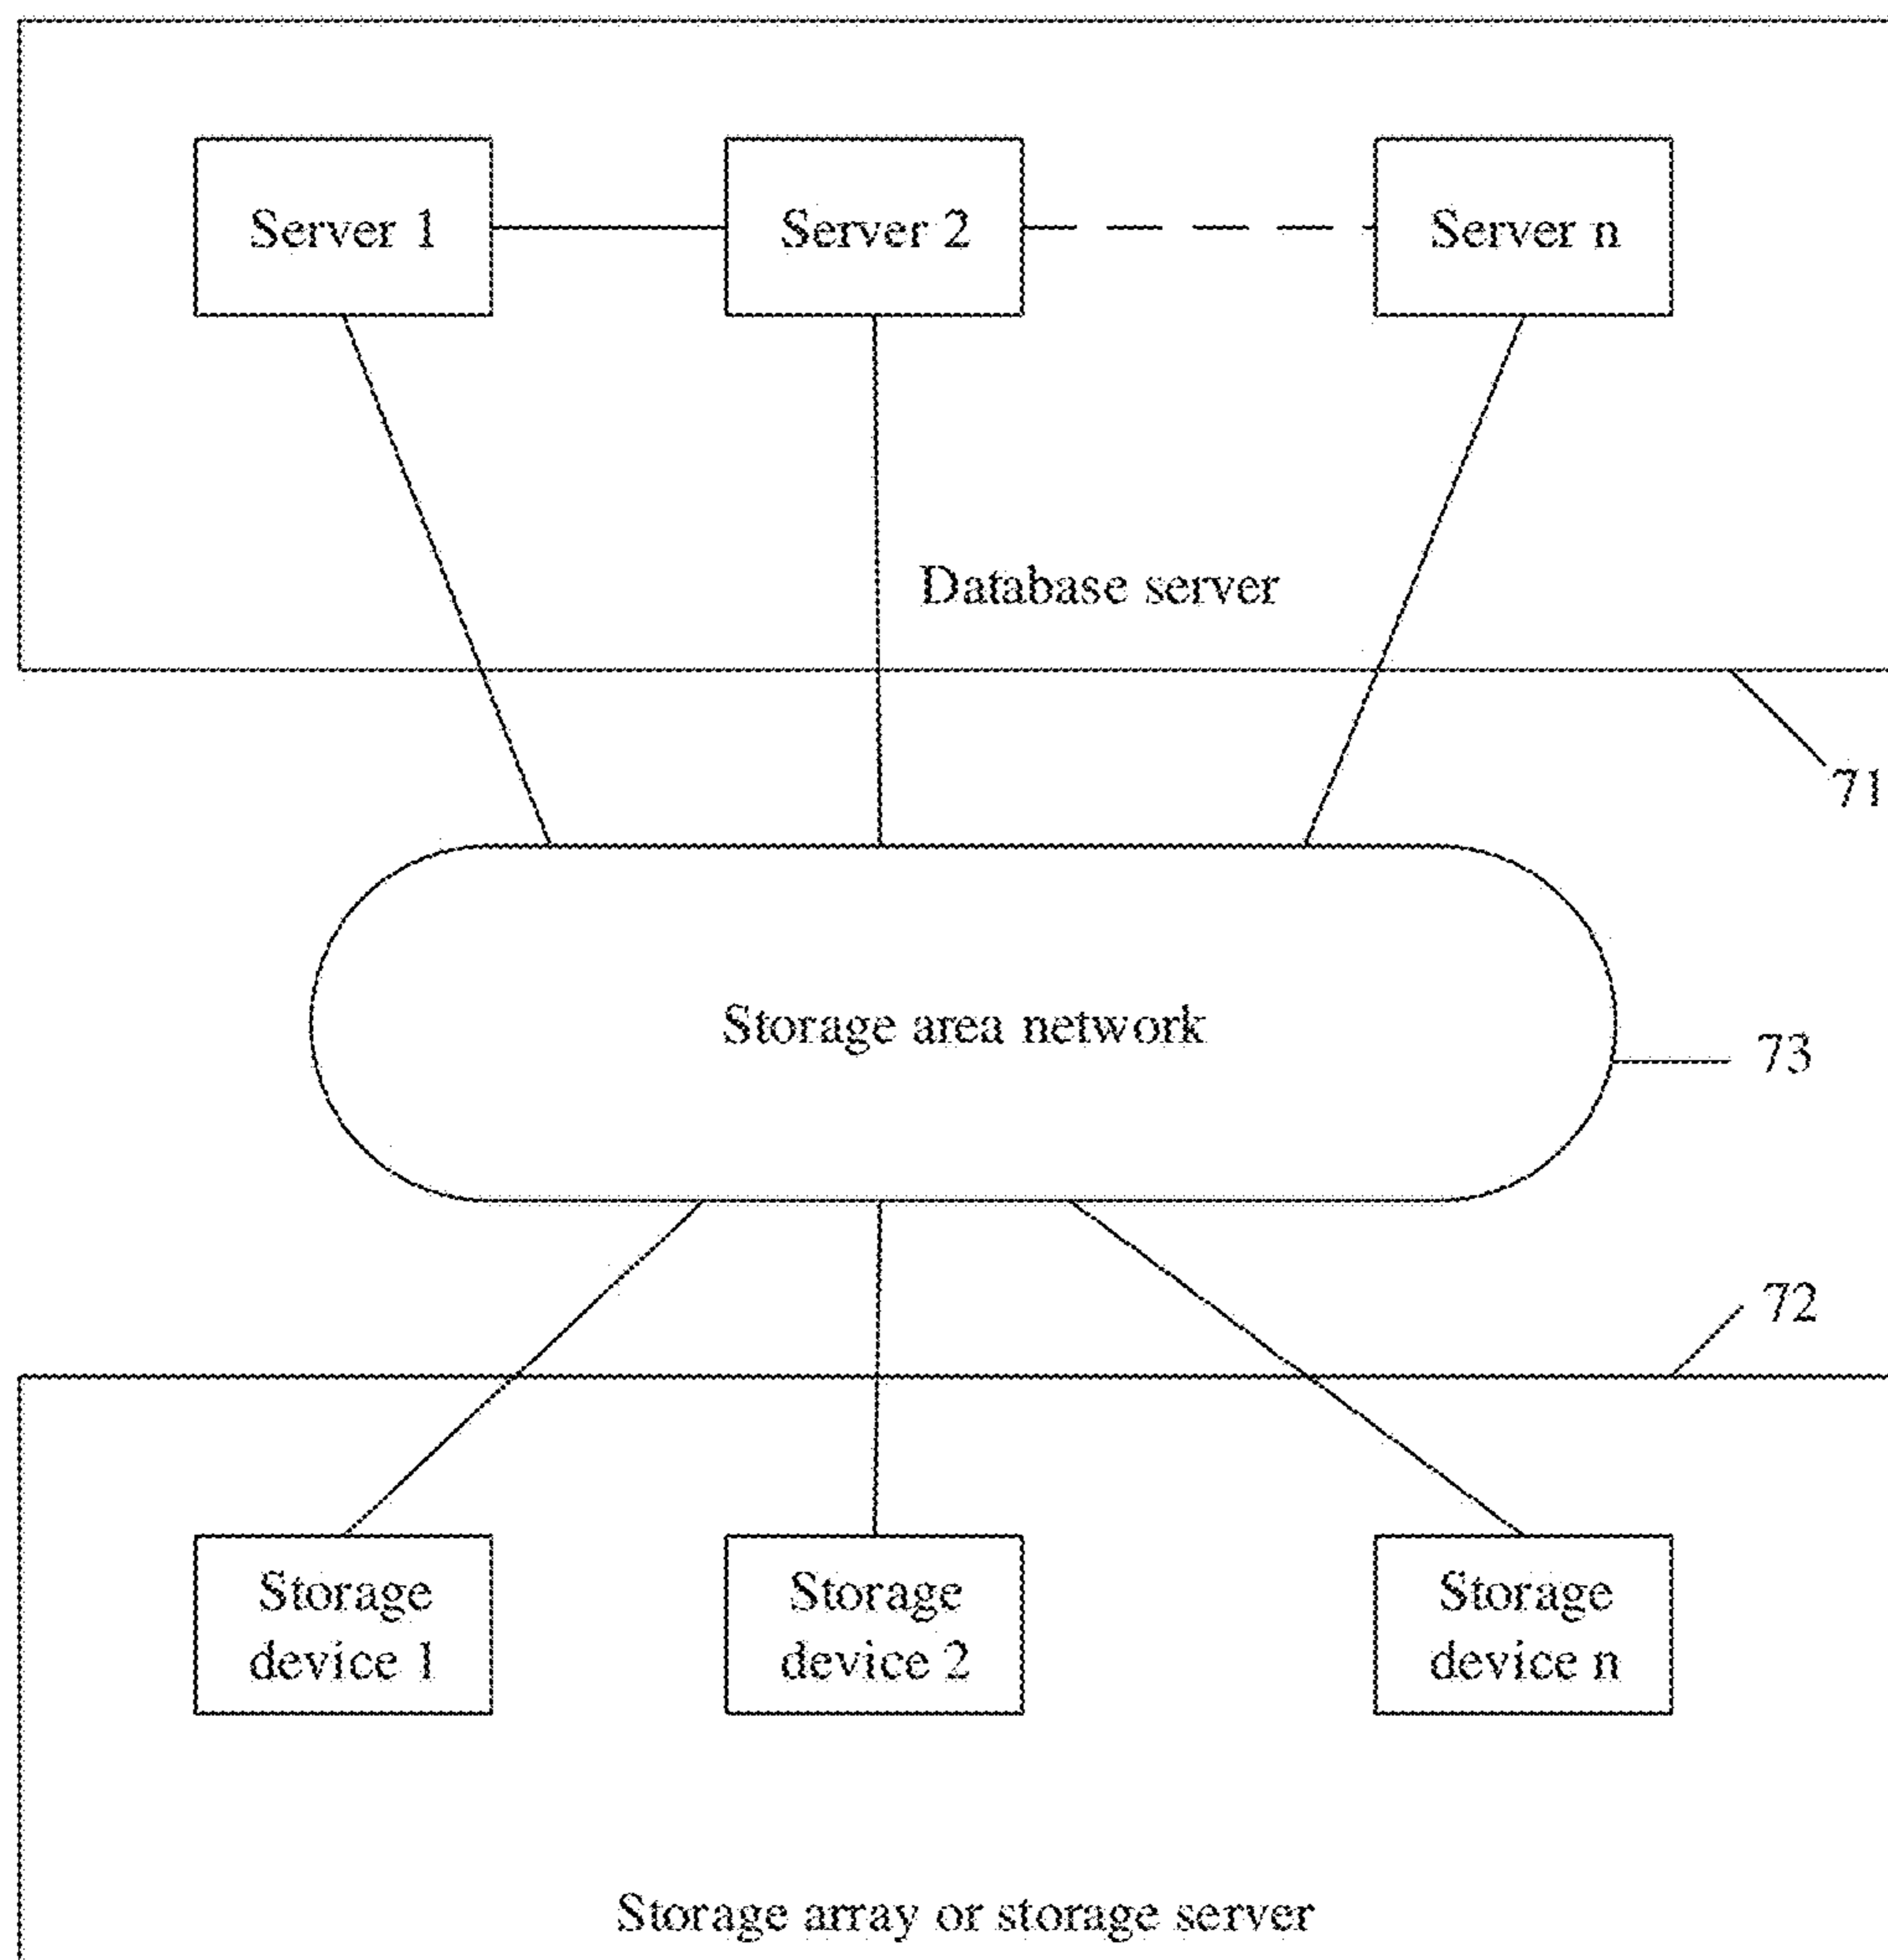 Server 1
Server 2
Server n
Database server
71
Storage area network
73
72
Storage
device 1
Storage
device 2
Storage
device n
Storage array or storage server